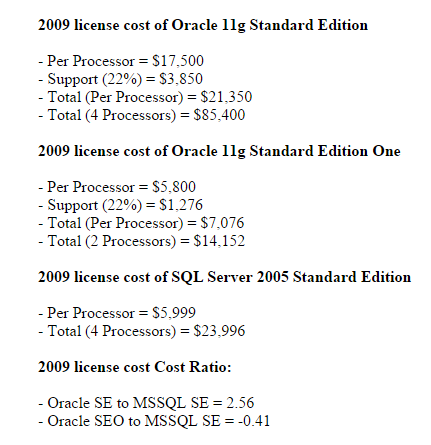 2009 license cost of Oracle 11g Standard Edition
- Per Processor = $17,500
- Support (22%) = $3,850
- Total (Per Processor) = $21,350
- Total (4 Processors) = $85,400
2009 license cost of Oracle 11g Standard Edition One
- Per Processor = $5,800
- Support (22%) = $1,276
- Total (Per Processor) = $7,076
- Total (2 Processors) = $14,152
2009 license cost of SQL Server 2005 Standard Edition
- Per Processor = $5,999
- Total (4 Processors) = $23,996
2009 license cost Cost Ratio:
- Oracle SE to MSSQL SE = 2.56
- Oracle SEO to MSSQL SE = -0.41